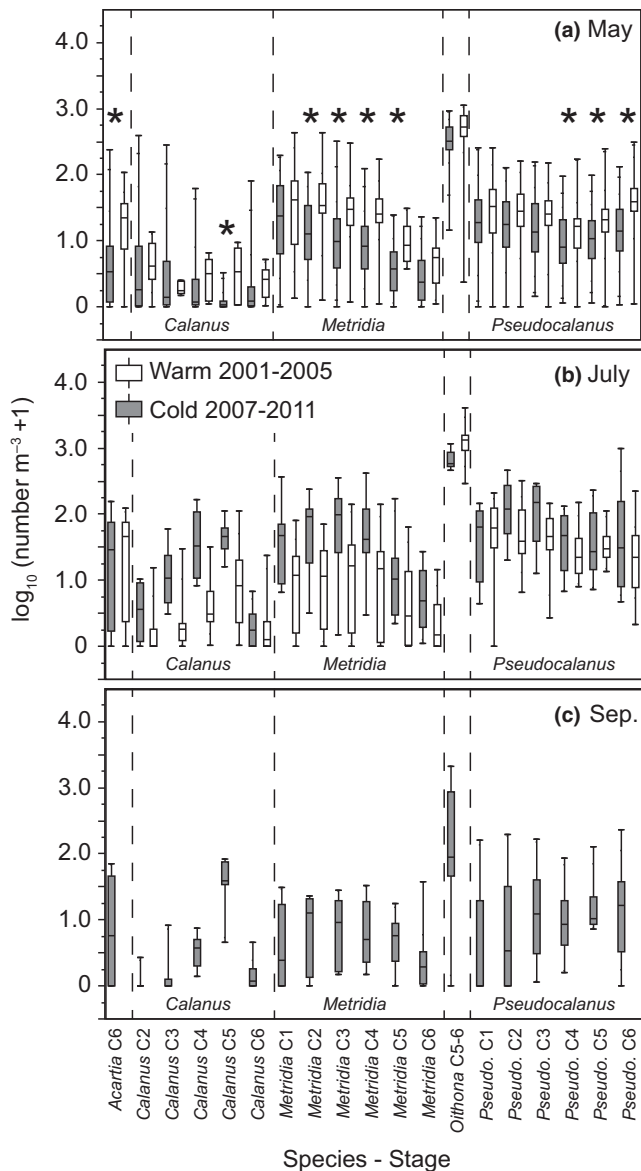 (a) May
4.0
3.0
2.0
1.0
0
* * * * * * * * *
Calanus Metridia Pseudocalanus
(b) July
Warm 2001-2005
Cold 2007-2011
4.0
3.0
2.0
1.0
0
Calanus Metridia Pseudocalanus
log10 (number m−3 +1)
(c) Sep.
4.0
3.0
2.0
1.0
0
Calanus Metridia Pseudocalanus
Acartia C6
Calanus C2
Calanus C3
Calanus C4
Calanus C5
Calanus C6
Metridia C1
Metridia C2
Metridia C3
Metridia C4
Metridia C5
Metridia C6
Oithona C5-6
Pseudo. C1
Pseudo. C2
Pseudo. C3
Pseudo. C4
Pseudo. C5
Pseudo. C6
Species - Stage